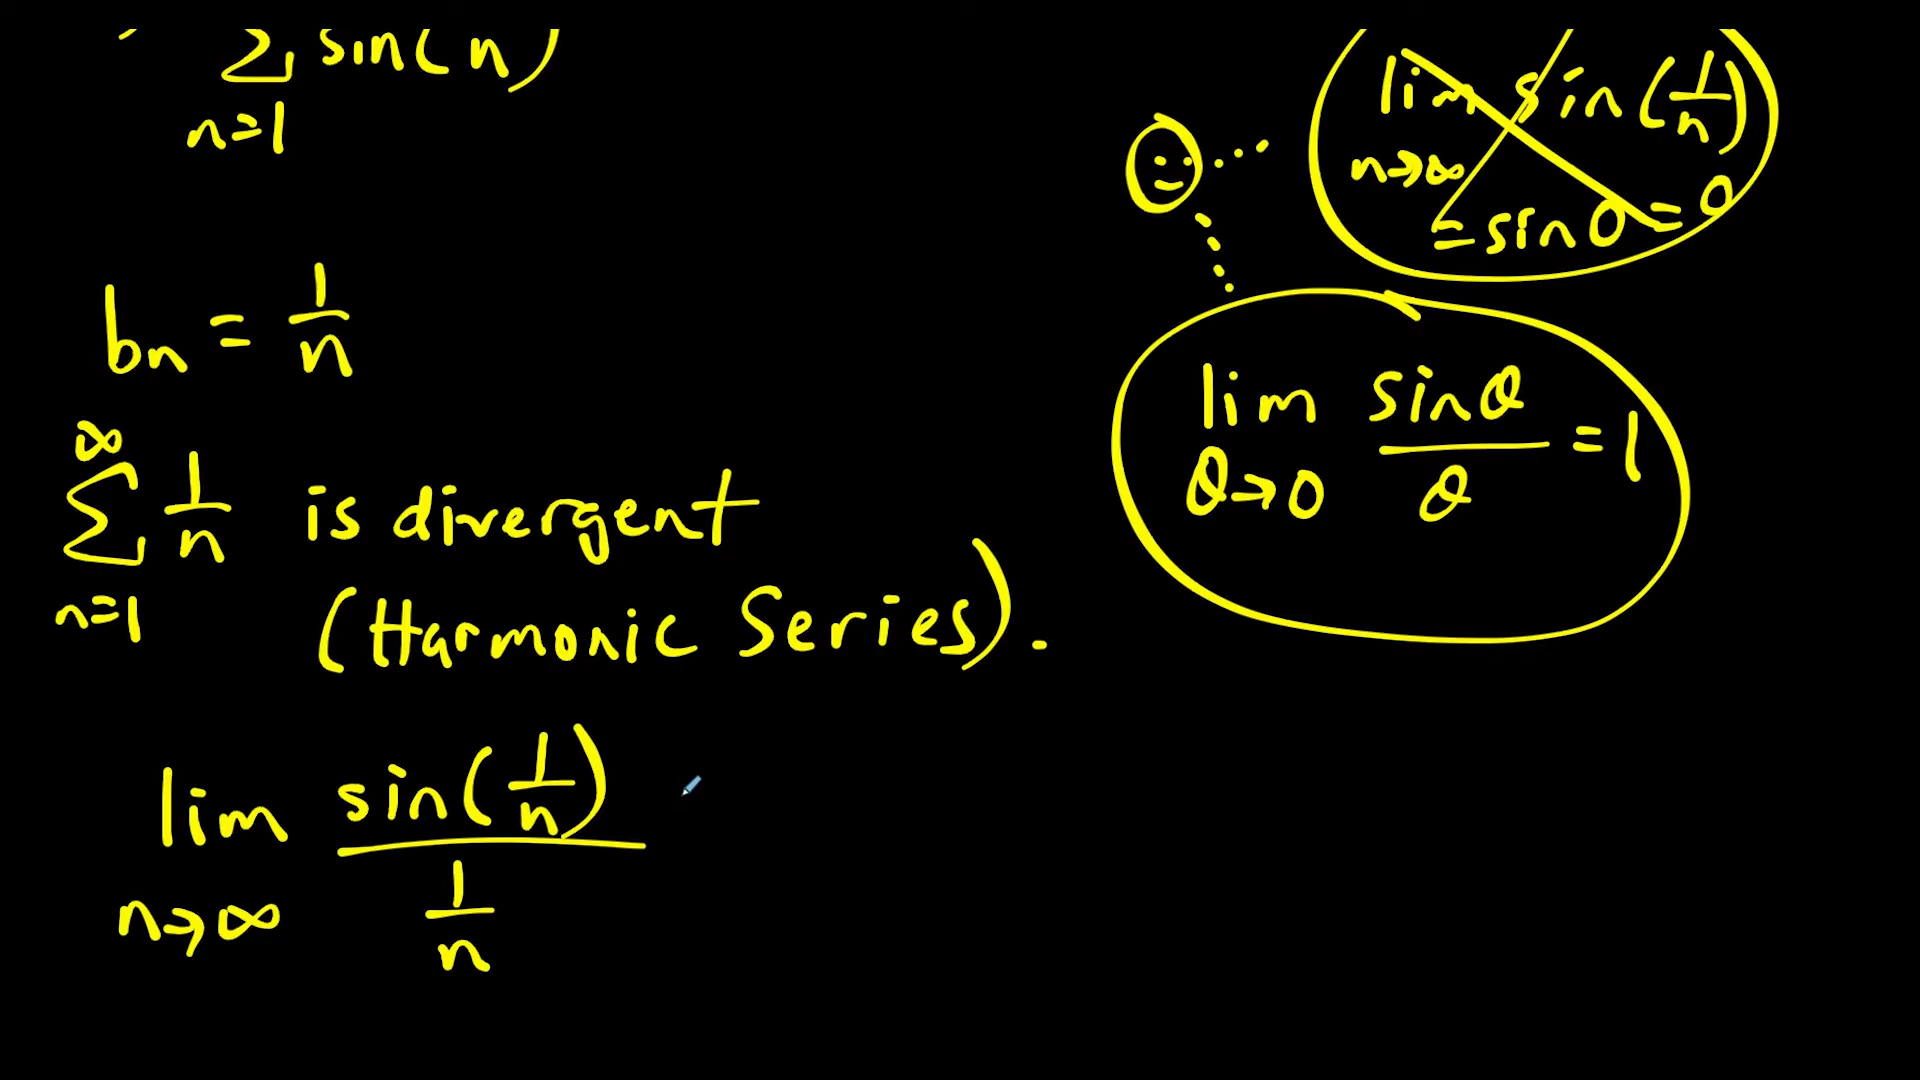 ∑ sin(n)
n=1
lim sin(1/n)
n→∞
= sin 0 = 0
bn = 1/n
lim sinθ/θ = 1
θ→0
∞
∑ 1/n is divergent
n=1
(Harmonic Series).
lim sin(1/n)/(1/n)
n→∞